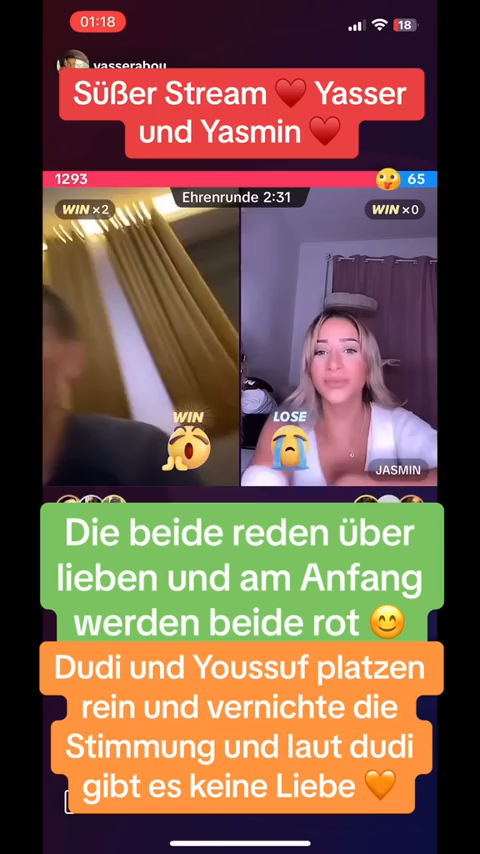 01:18
18
yasserabou
Süßer Stream ♥️ Yasser
und Yasmin ♥️
1293
65
Ehrenrunde 2:31
WIN ×2
WIN ×0
WIN
LOSE
JASMIN
Die beide reden über
lieben und am Anfang
werden beide rot 😊
Dudi und Youssuf platzen
rein und vernichte die
Stimmung und laut dudi
gibt es keine Liebe 🧡